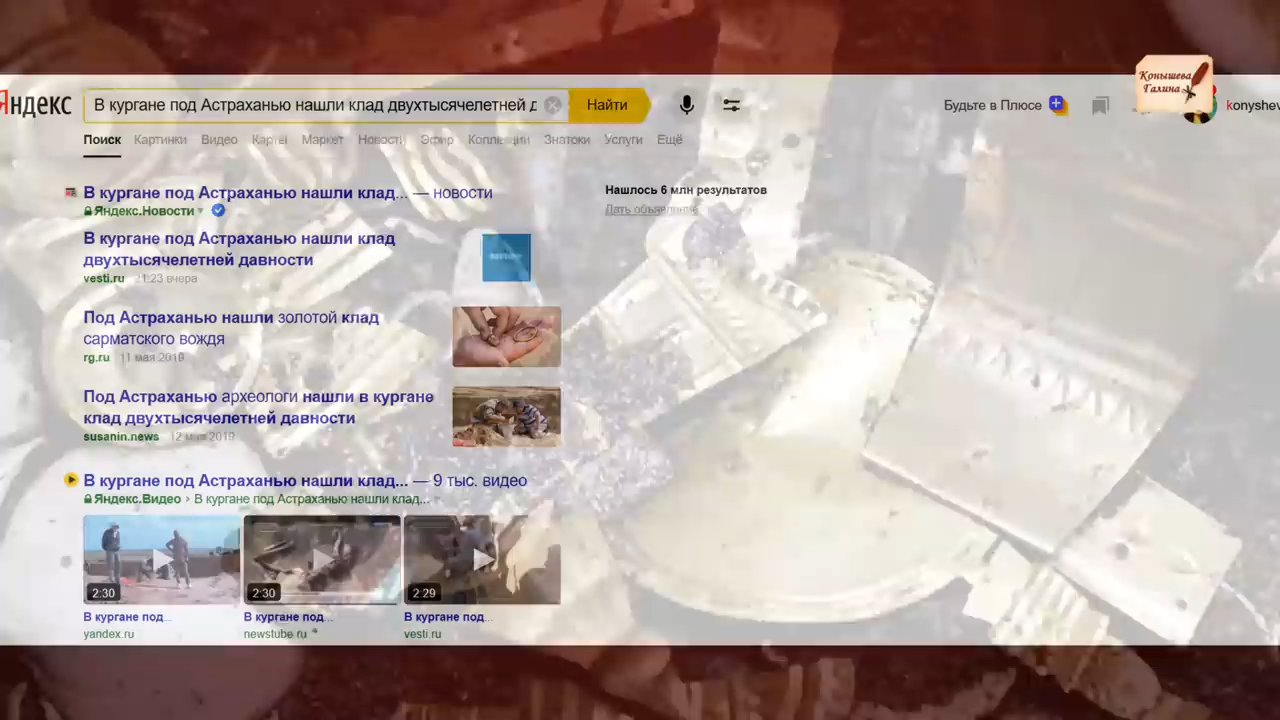 Яндекс
В кургане под Астраханью нашли клад двухтысячелетней д
Найти
Будьте в Плюсе
Конышева
Галина
konyshev
Поиск Картинки Видео Карты Маркет Новости Эфир Коллекции Знатоки Услуги Ещё
В кургане под Астраханью нашли клад... — новости
Яндекс.Новости
Нашлось 6 млн результатов
Дать объявление
В кургане под Астраханью нашли клад
двухтысячелетней давности
vesti.ru вчера
Под Астраханью нашли золотой клад
сарматского вождя
rg.ru 11 мая 2019
Под Астраханью археологи нашли в кургане
клад двухтысячелетней давности
susanin.news 12 мая 2019
В кургане под Астраханью нашли клад... — 9 тыс. видео
Яндекс.Видео › В кургане под Астраханью нашли клад...
2:30
2:30
2:29
В кургане под...
В кургане под...
В кургане под...
yandex.ru
newstube.ru
vesti.ru